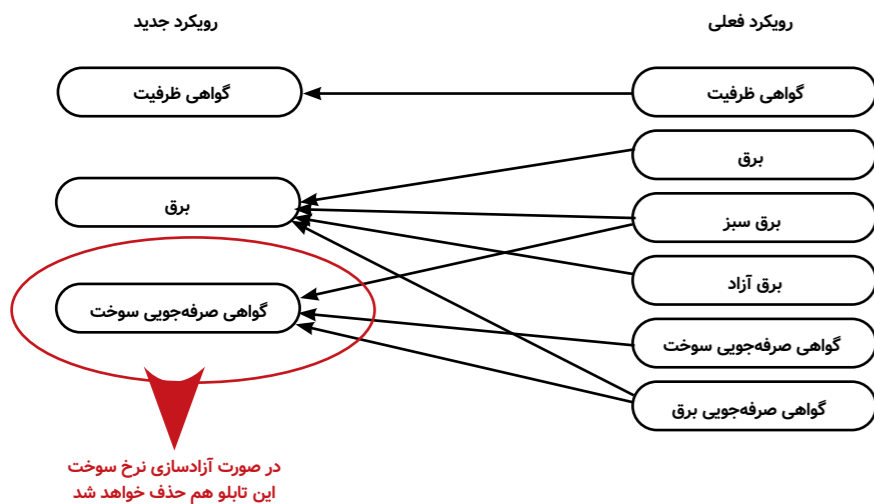 رویکرد فعلی
رویکرد جدید
گواهی ظرفیت
گواهی ظرفیت
برق
برق
برق سبز
برق آزاد
گواهی صرفه‌جویی سوخت
گواهی صرفه‌جویی سوخت
گواهی صرفه‌جویی برق
در صورت آزادسازی نرخ سوخت
این تابلو هم حذف خواهد شد